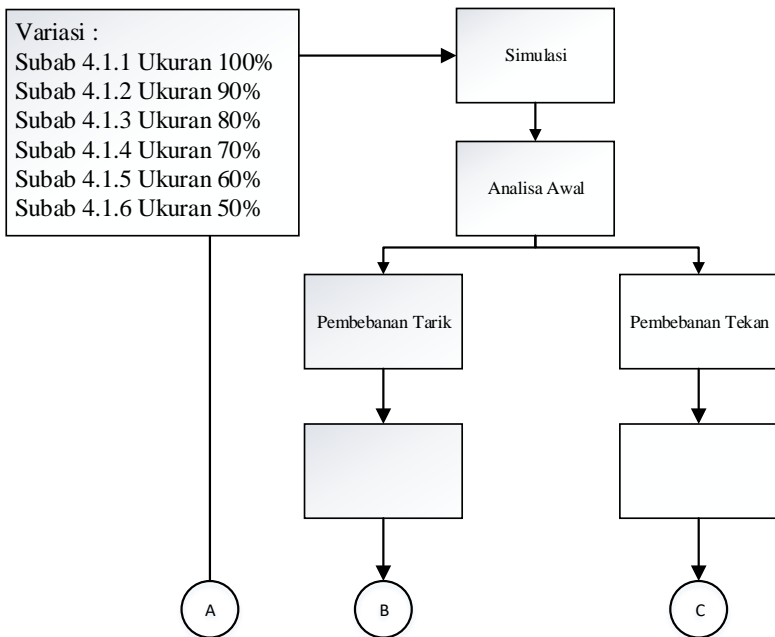 Variasi :
Subab 4.1.1 Ukuran 100%
Subab 4.1.2 Ukuran 90%
Subab 4.1.3 Ukuran 80%
Subab 4.1.4 Ukuran 70%
Subab 4.1.5 Ukuran 60%
Subab 4.1.6 Ukuran 50%
Simulasi
Analisa Awal
Pembebanan Tarik
Pembebanan Tekan
A
B
C